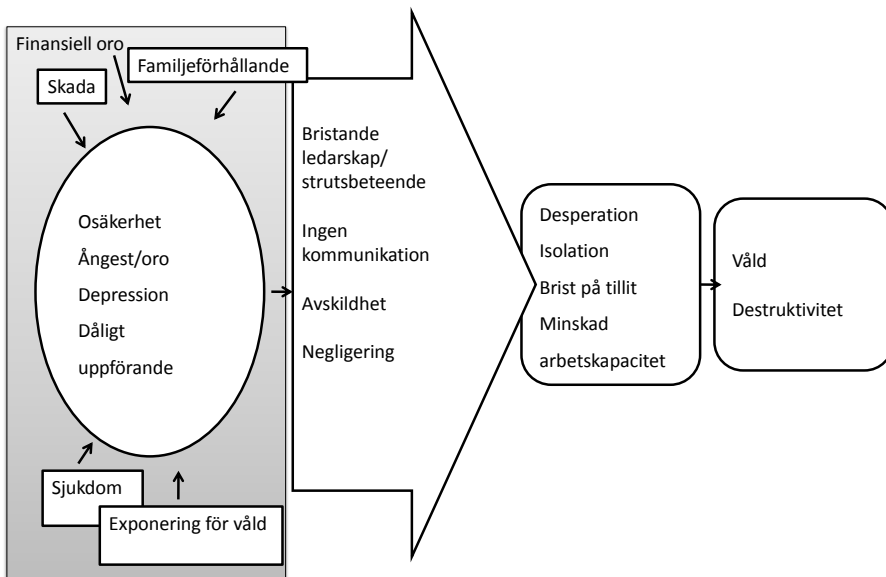 Finansiell oro
Familjeförhållande
Skada
Osäkerhet
Ångest/oro
Depression
Dåligt
uppförande
Sjukdom
Exponering för våld
Bristande
ledarskap/
strutsbeteende
Ingen
kommunikation
Avskildhet
Negligering
Desperation
Isolation
Brist på tillit
Minskad
arbetskapacitet
Våld
Destruktivitet